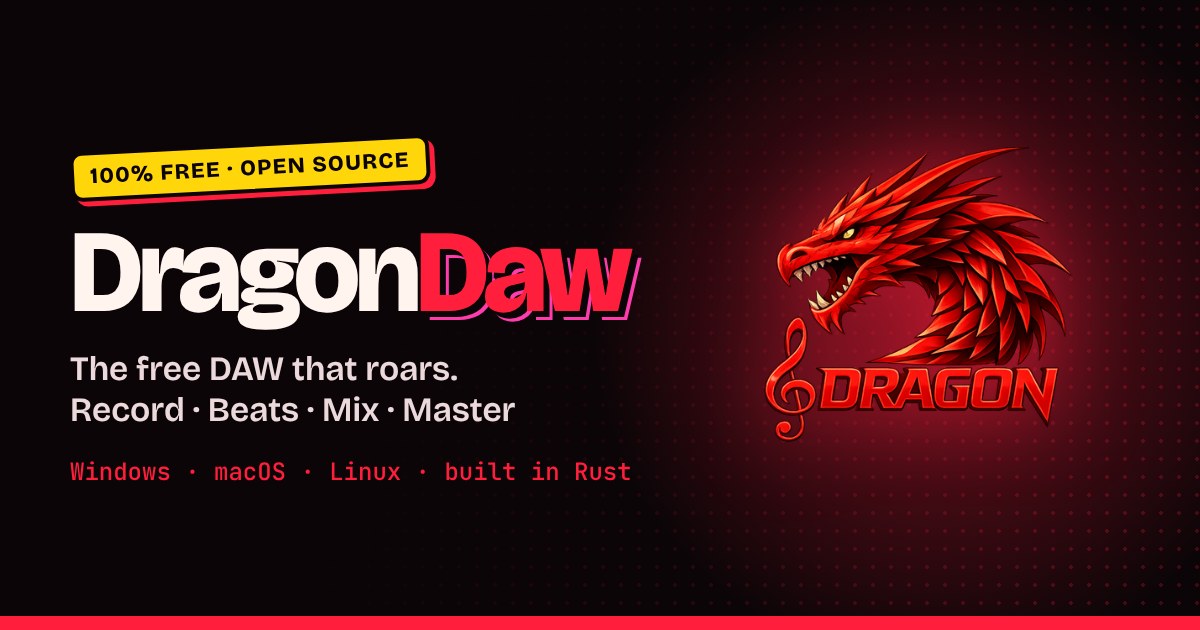 100% FREE · OPEN SOURCE
DragonDaw
The free DAW that roars.
Record · Beats · Mix · Master
Windows · macOS · Linux · built in Rust
DRAGON